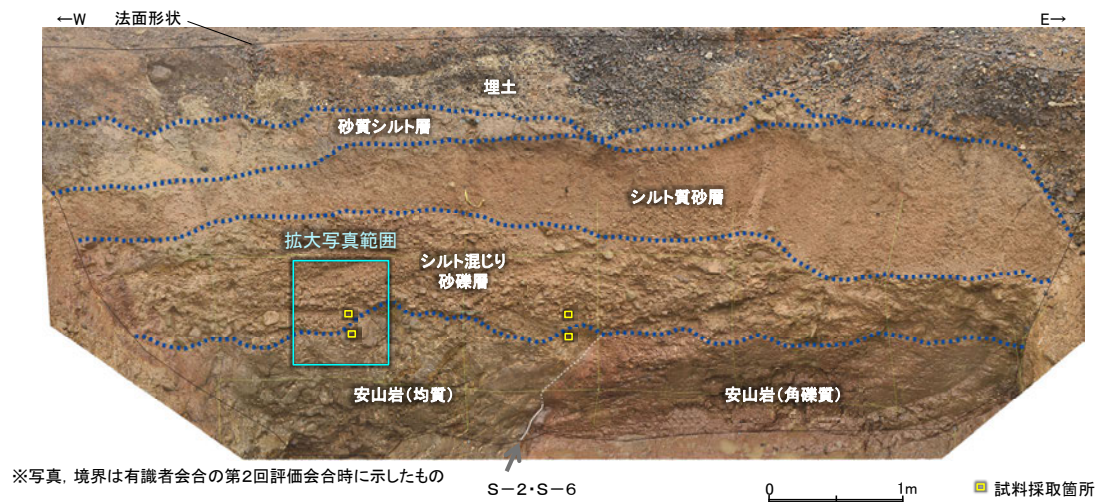 ←W
法面形状
E→
埋土
砂質シルト層
シルト質砂層
拡大写真範囲
シルト混じり
砂礫層
安山岩(均質)
安山岩(角礫質)
※写真，境界は有識者会合の第2回評価会合時に示したもの
S－2・S－6
0
1m
試料採取箇所